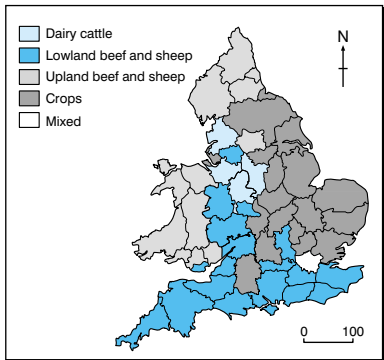 Dairy cattle
Lowland beef and sheep
Upland beef and sheep
Crops
Mixed
N
0 100